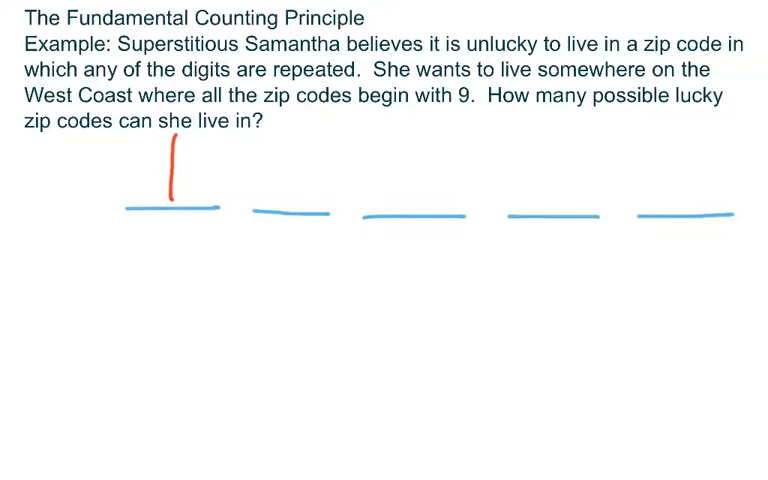 The Fundamental Counting Principle
Example: Superstitious Samantha believes it is unlucky to live in a zip code in
which any of the digits are repeated.  She wants to live somewhere on the
West Coast where all the zip codes begin with 9.  How many possible lucky
zip codes can she live in?
1